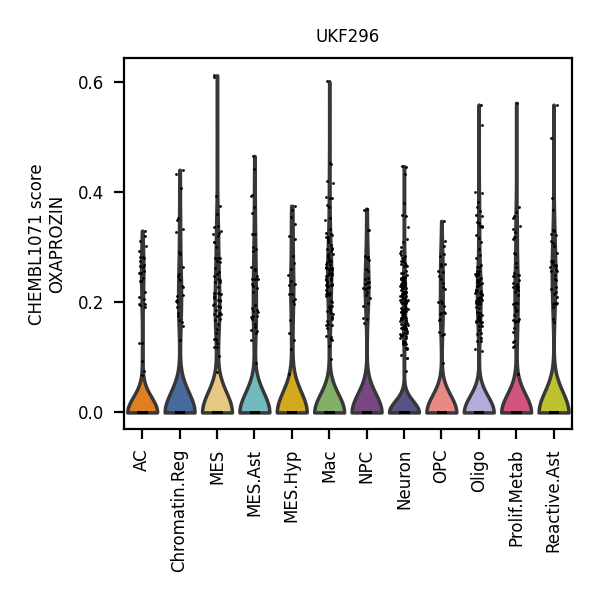 UKF296
CHEMBL1071 score
OXAPROZIN
0.6
0.4
0.2
0.0
AC
Chromatin.Reg
MES
MES.Ast
MES.Hyp
Mac
NPC
Neuron
OPC
Oligo
Prolif.Metab
Reactive.Ast